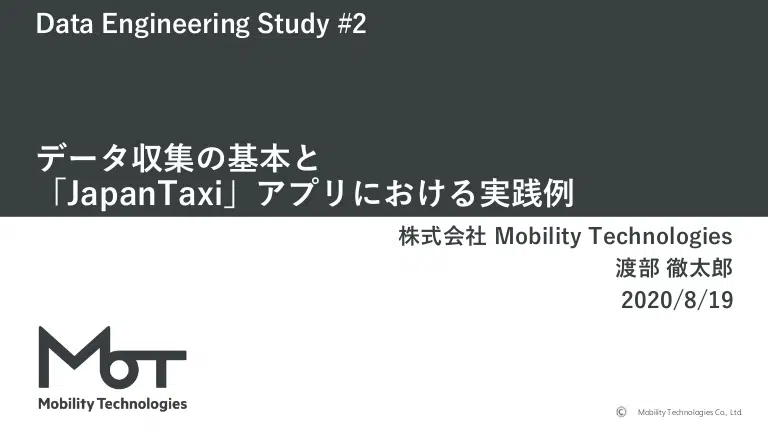 Data Engineering Study #2
データ収集の基本と
「JapanTaxi」アプリにおける実践例
株式会社 Mobility Technologies
渡部 徹太郎
2020/8/19
MoT
Mobility Technologies
© Mobility Technologies Co., Ltd.